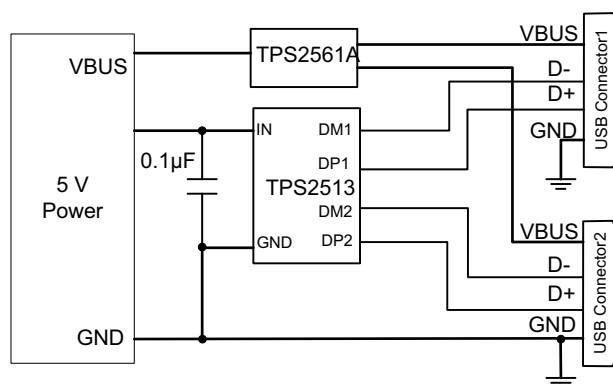 VBUS
TPS2561A
VBUS
D-
D+
GND
USB Connector1
IN
DM1
0.1µF
DP1
TPS2513
5 V
Power
DM2
GND
DP2
VBUS
D-
D+
GND
USB Connector2
GND